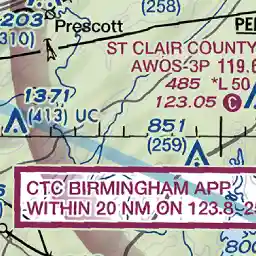 203
(310)
Prescott
(258)
ST CLAIR COUNTY
AWOS-3P 119.6
485 *L 50
123.05 C
1371
(413) UC
851
(259)
CTC BIRMINGHAM APP
WITHIN 20 NM ON 123.8
800